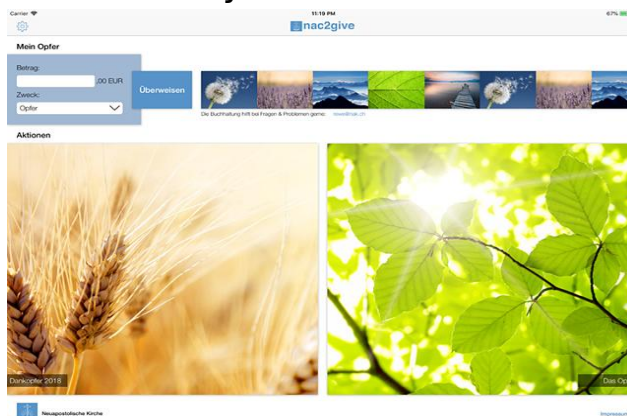 Carrier 11:19 PM 67%
nac2give
Mein Opfer
Betrag:
,00 EUR
Zweck:
Opfer
Überweisen
Die Buchhaltung hilft bei Fragen & Problemen gerne:
Aktionen
Dankopfer 2018
Das Op
Neuapostolische Kirche
Impressum